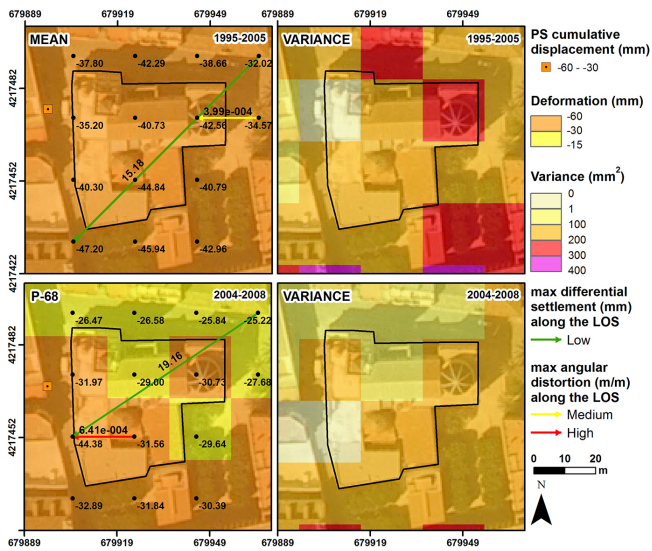 679889 679919 679949 679889 679919 679949
MEAN 1995-2005
VARIANCE 1995-2005
4217482
4217452
4217422
-37.80 -42.29 -38.66 -32.02
3.99e-004
-35.20 -40.73 -42.56 -34.57
15.18
-40.30 -44.84 -40.79
-47.20 -45.94 -42.96
P-68 2004-2008
VARIANCE 2004-2008
4217482
4217452
-26.47 -26.58 -25.84 -25.22
19.16
-31.97 -29.00 -30.73 -27.68
6.41e-004
-44.38 -31.56 -29.64
-32.89 -31.84 -30.39
679889 679919 679949 679889 679919 679949
PS cumulative
displacement (mm)
-60 - -30
Deformation (mm)
-60
-30
-15
Variance (mm2)
0
1
100
200
300
400
max differential
settlement (mm)
along the LOS
Low
max angular
distortion (m/m)
along the LOS
Medium
High
0 10 20
m
N